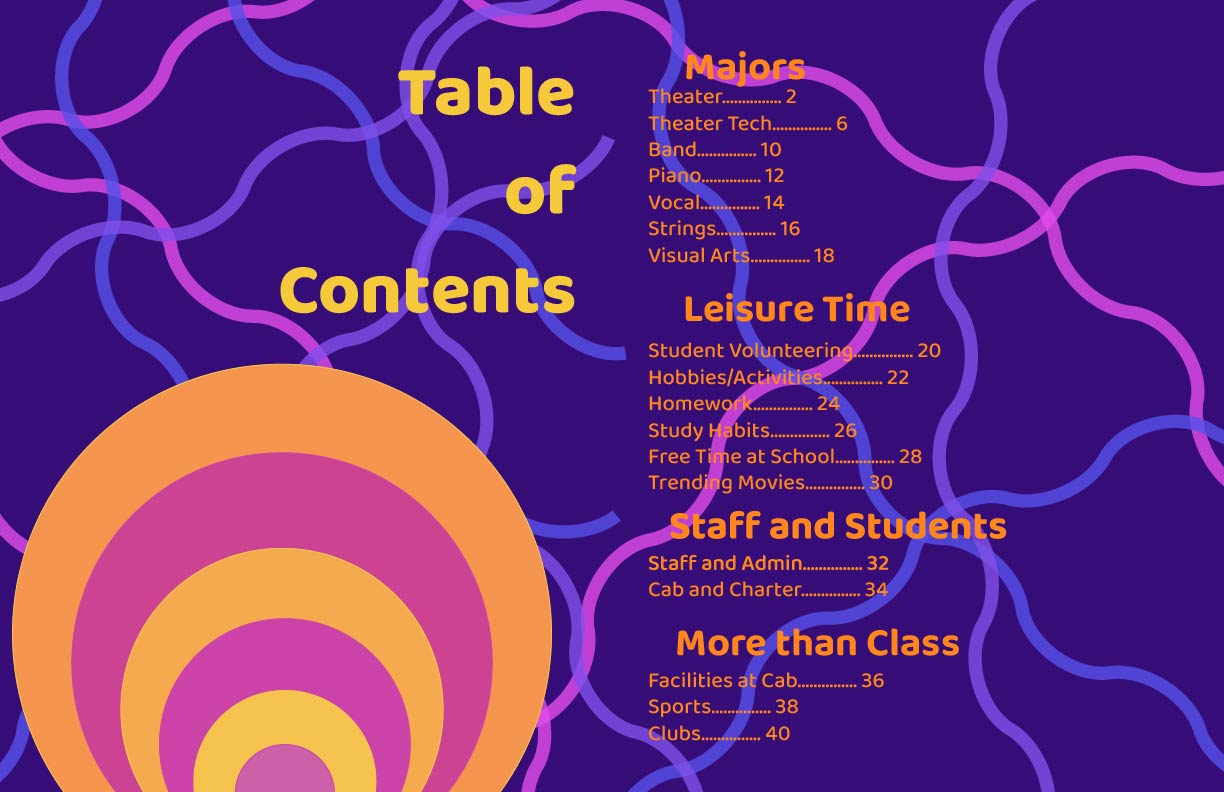 Table
of
Contents
Majors
Theater............... 2
Theater Tech............... 6
Band............... 10
Piano............... 12
Vocal............... 14
Strings............... 16
Visual Arts............... 18
Leisure Time
Student Volunteering............... 20
Hobbies/Activities............... 22
Homework............... 24
Study Habits............... 26
Free Time at School............... 28
Trending Movies............... 30
Staff and Students
Staff and Admin............... 32
Cab and Charter............... 34
More than Class
Facilities at Cab............... 36
Sports............... 38
Clubs............... 40